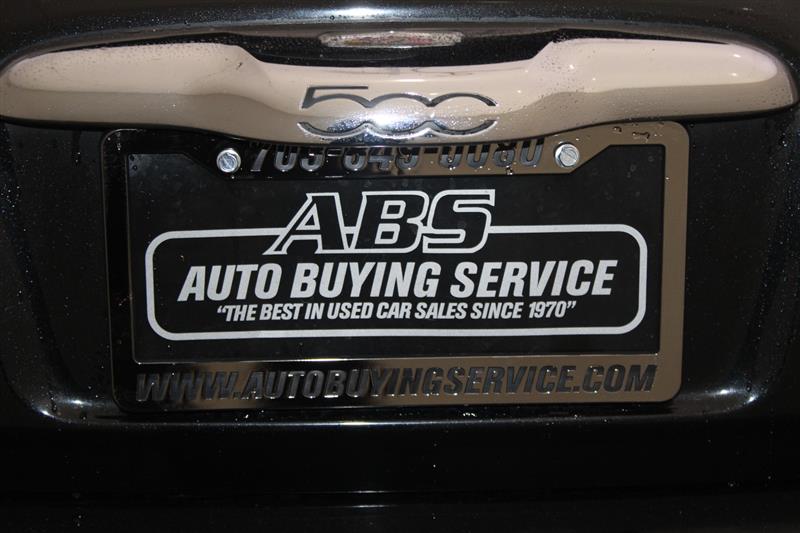 500
ABS
AUTO BUYING SERVICE
"THE BEST IN USED CAR SALES SINCE 1970"
WWW.AUTOBUYINGSERVICE.COM